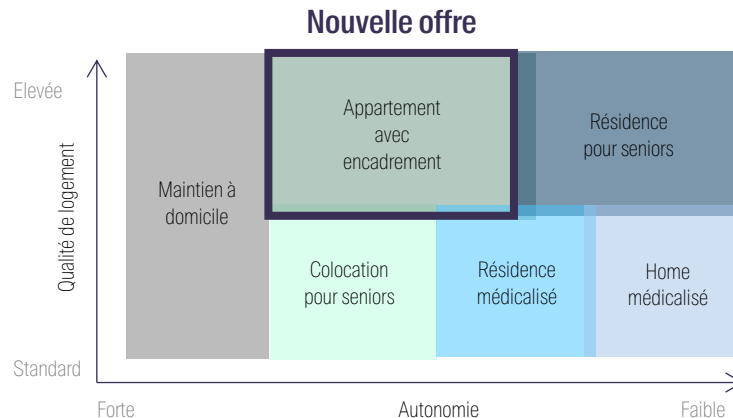 Nouvelle offre
Elevée
Qualité de logement
Standard
Maintien à
domicile
Appartement
avec
encadrement
Résidence
pour seniors
Colocation
pour seniors
Résidence
médicalisé
Home
médicalisé
Forte
Autonomie
Faible